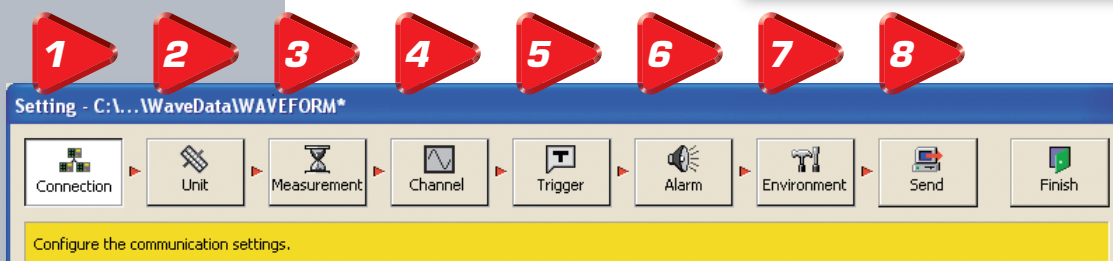 1 2 3 4 5 6 7 8
Setting - C:\...\WaveData\WAVEFORM*
Connection Unit Measurement Channel Trigger Alarm Environment Send Finish
Configure the communication settings.